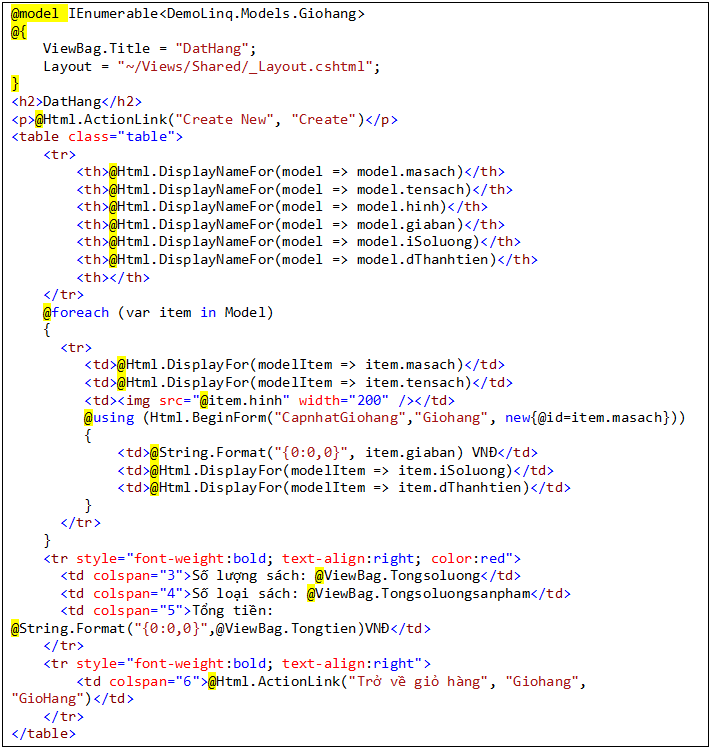 @model IEnumerable<DemoLinq.Models.Giohang>
@{
    ViewBag.Title = "DatHang";
    Layout = "~/Views/Shared/_Layout.cshtml";
}
<h2>DatHang</h2>
<p>@Html.ActionLink("Create New", "Create")</p>
<table class="table">
    <tr>
        <th>@Html.DisplayNameFor(model => model.masach)</th>
        <th>@Html.DisplayNameFor(model => model.tensach)</th>
        <th>@Html.DisplayNameFor(model => model.hinh)</th>
        <th>@Html.DisplayNameFor(model => model.giaban)</th>
        <th>@Html.DisplayNameFor(model => model.iSoluong)</th>
        <th>@Html.DisplayNameFor(model => model.dThanhtien)</th>
        <th></th>
    </tr>
    @foreach (var item in Model)
    {
      <tr>
         <td>@Html.DisplayFor(modelItem => item.masach)</td>
         <td>@Html.DisplayFor(modelItem => item.tensach)</td>
         <td><img src="@item.hinh" width="200" /></td>
         @using (Html.BeginForm("CapnhatGiohang","Giohang", new{@id=item.masach}))
         {
             <td>@String.Format("{0:0,0}", item.giaban) VNĐ</td>
             <td>@Html.DisplayFor(modelItem => item.iSoluong)</td>
             <td>@Html.DisplayFor(modelItem => item.dThanhtien)</td>
         }
      </tr>
    }
    <tr style="font-weight:bold; text-align:right; color:red">
      <td colspan="3">Số lượng sách: @ViewBag.Tongsoluong</td>
      <td colspan="4">Số loại sách: @ViewBag.Tongsoluongsanpham</td>
      <td colspan="5">Tổng tiền:
@String.Format("{0:0,0}",@ViewBag.Tongtien)VNĐ</td>
    </tr>
    <tr style="font-weight:bold; text-align:right">
        <td colspan="6">@Html.ActionLink("Trở về giỏ hàng", "Giohang",
"GioHang")</td>
    </tr>
</table>